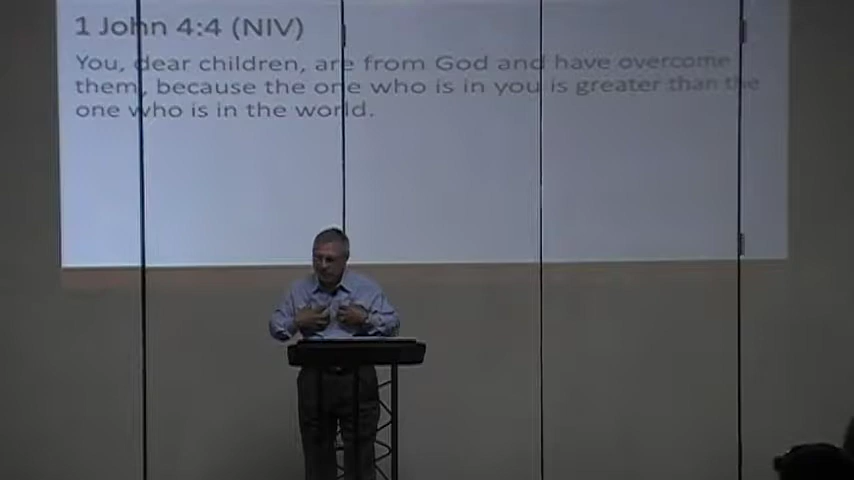 1 John 4:4 (NIV)
You, dear children, are from God and have overcome
them, because the one who is in you is greater than the
one who is in the world.